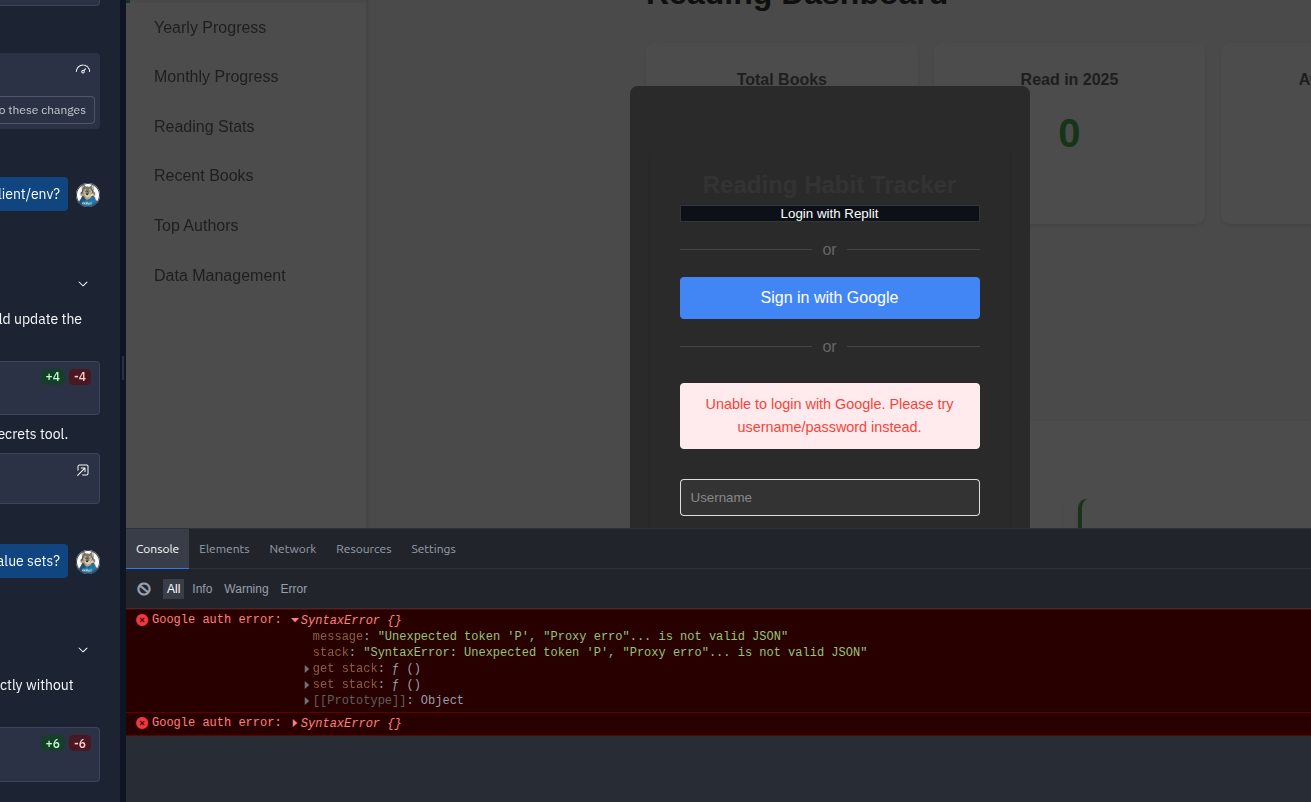 o these changes
lient/env?
ld update the
+4 -4
ecrets tool.
alue sets?
ctly without
+6 -6
Yearly Progress
Monthly Progress
Reading Stats
Recent Books
Top Authors
Data Management
Reading Dashboard
Total Books
Read in 2025
0
A
Reading Habit Tracker
Login with Replit
or
Sign in with Google
or
Unable to login with Google. Please try
username/password instead.
Username
Console Elements Network Resources Settings
All Info Warning Error
Google auth error: SyntaxError {}
message: "Unexpected token 'P', "Proxy erro"... is not valid JSON"
stack: "SyntaxError: Unexpected token 'P', "Proxy erro"... is not valid JSON"
get stack: ƒ ()
set stack: ƒ ()
[[Prototype]]: Object
Google auth error: SyntaxError {}